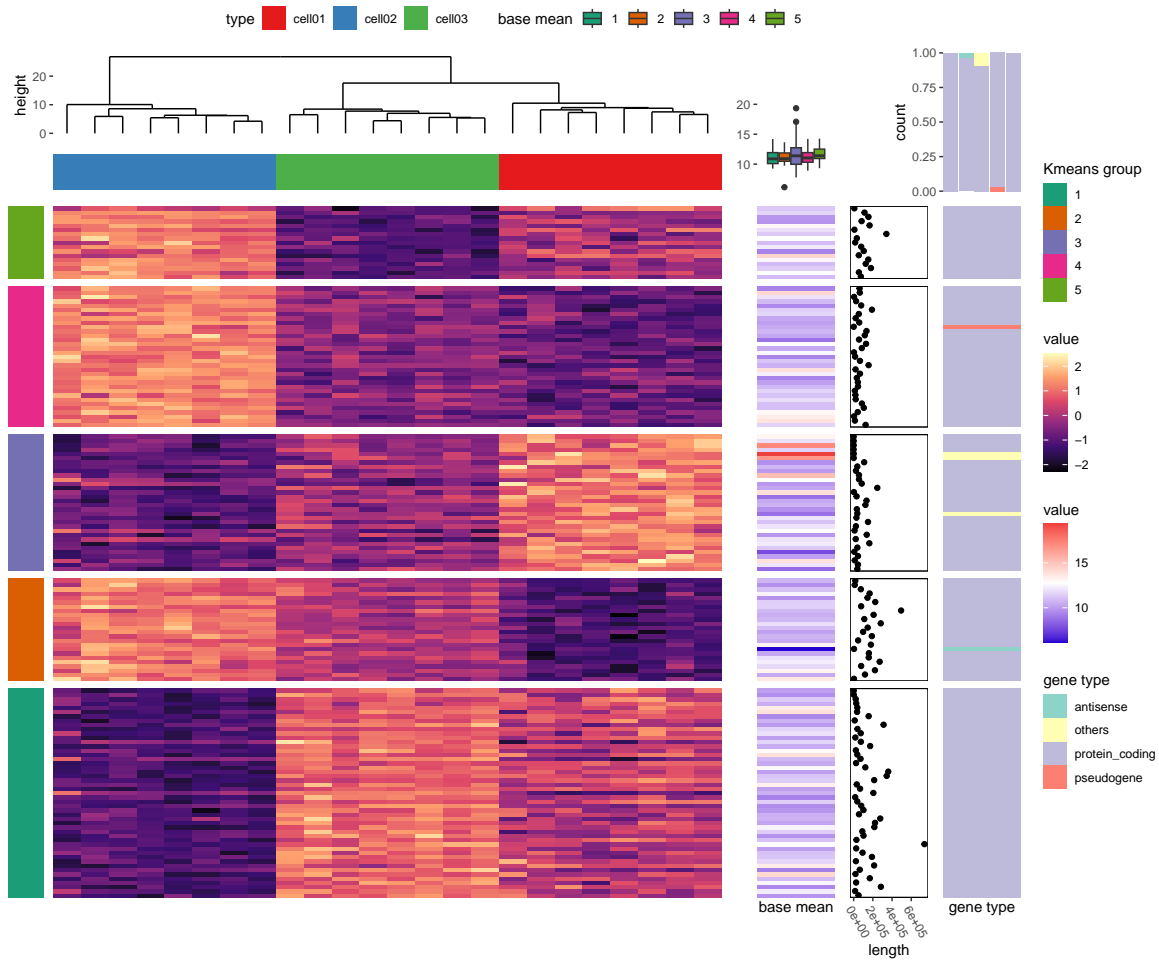 type cell01 cell02 cell03 base mean 1 2 3 4 5
height
20
10
0
20
15
10
count
1.00
0.75
0.50
0.25
0.00
Kmeans group
1
2
3
4
5
value
2
1
0
−1
−2
value
15
10
gene type
antisense
others
protein_coding
pseudogene
base mean
0e+00
2e+05
4e+05
6e+05
length
gene type